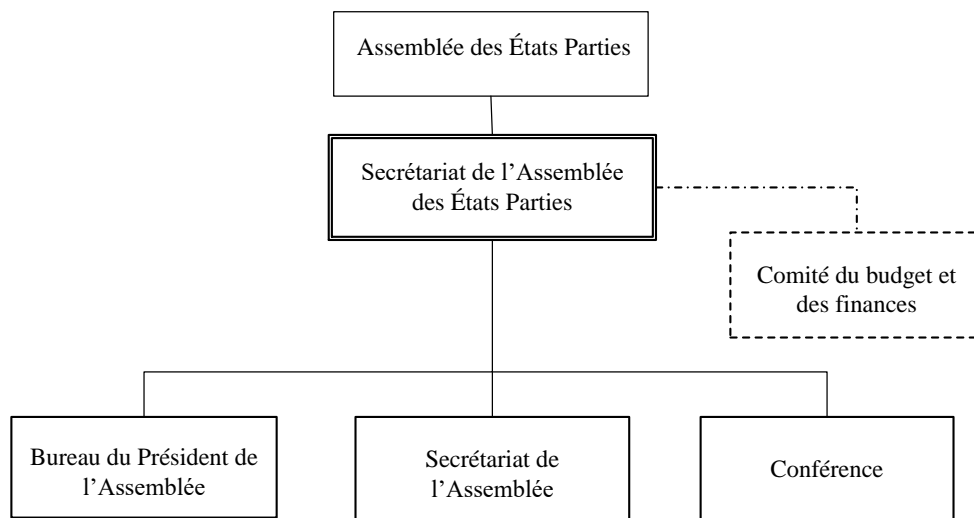 Assemblée des États Parties
Secrétariat de l’Assemblée
des États Parties
Comité du budget et
des finances
Bureau du Président de
l’Assemblée
Secrétariat de
l’Assemblée
Conférence